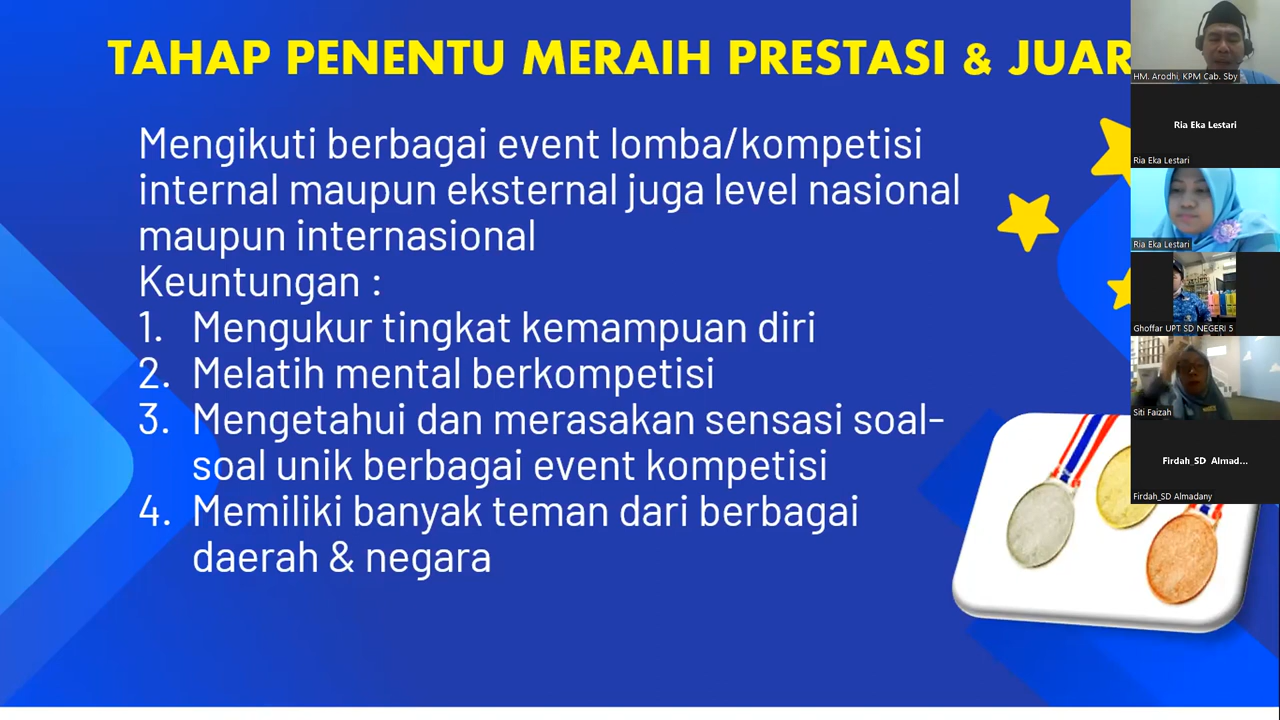 TAHAP PENENTU MERAIH PRESTASI & JUAR
Mengikuti berbagai event lomba/kompetisi
internal maupun eksternal juga level nasional
maupun internasional
Keuntungan :
1. Mengukur tingkat kemampuan diri
2. Melatih mental berkompetisi
3. Mengetahui dan merasakan sensasi soal-
soal unik berbagai event kompetisi
4. Memiliki banyak teman dari berbagai
daerah & negara
HM. Arodhi, KPM Cab. Sby
Ria Eka Lestari
Ria Eka Lestari
Ria Eka Lestari
Ghoffar UPT SD NEGERI 5
Siti Faizah
Firdah_SD Almad...
Firdah_SD Almadany